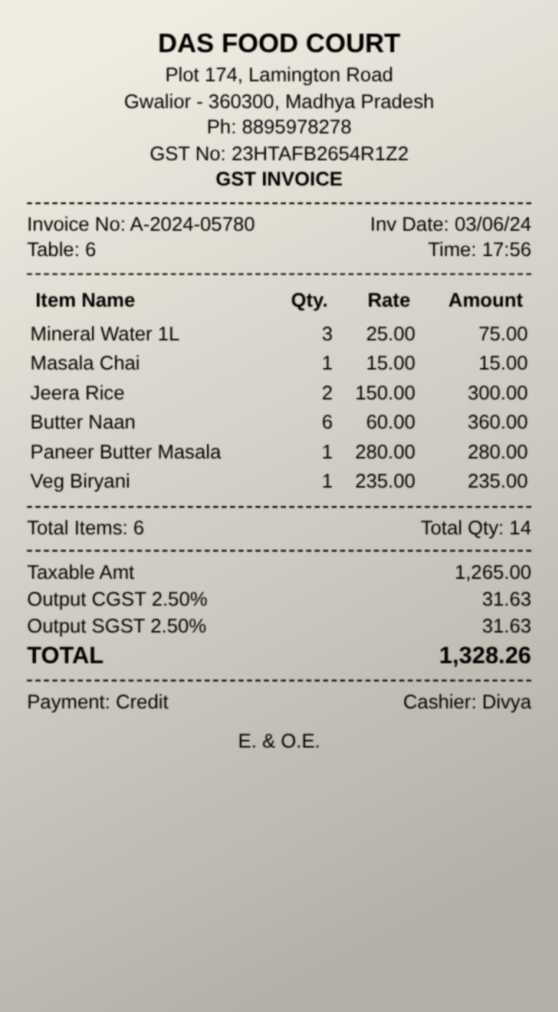 DAS FOOD COURT
Plot 174, Lamington Road
Gwalior - 360300, Madhya Pradesh
Ph: 8895978278
GST No: 23HTAFB2654R1Z2
GST INVOICE
Invoice No: A-2024-05780 Inv Date: 03/06/24
Table: 6 Time: 17:56
Item Name Qty. Rate Amount
Mineral Water 1L 3 25.00 75.00
Masala Chai 1 15.00 15.00
Jeera Rice 2 150.00 300.00
Butter Naan 6 60.00 360.00
Paneer Butter Masala 1 280.00 280.00
Veg Biryani 1 235.00 235.00
Total Items: 6 Total Qty: 14
Taxable Amt 1,265.00
Output CGST 2.50% 31.63
Output SGST 2.50% 31.63
TOTAL 1,328.26
Payment: Credit Cashier: Divya
E. & O.E.